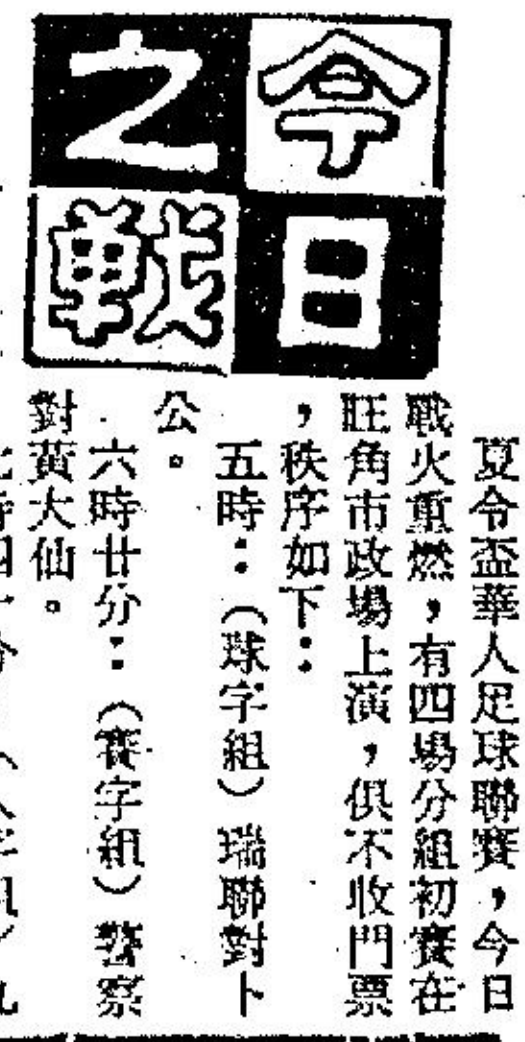 今日之戰
夏令盃華人足球聯賽，今日
戰火重燃，有四場分組初賽在
旺角市政場上演，俱不收門票
，秩序如下：
五時：（球字組）瑞聯對卜
公。
六時廿分：（賽字組）警察
對黃大仙。